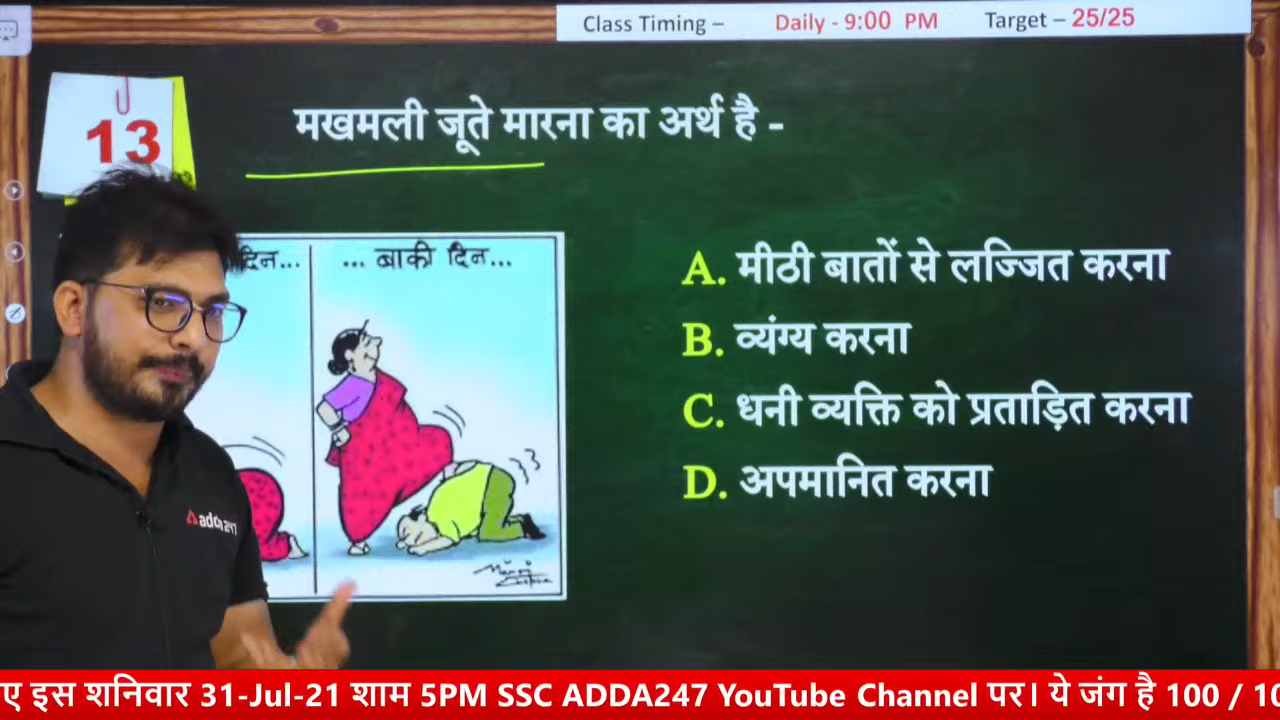 Class Timing – Daily - 9:00 PM Target – 25/25
13
मखमली जूते मारना का अर्थ है -
दिन...
... बाकी दिन...
A. मीठी बातों से लज्जित करना
B. व्यंग्य करना
C. धनी व्यक्ति को प्रताड़ित करना
D. अपमानित करना
adda247
ए इस शनिवार 31-Jul-21 शाम 5PM SSC ADDA247 YouTube Channel पर। ये जंग है 100 / 10